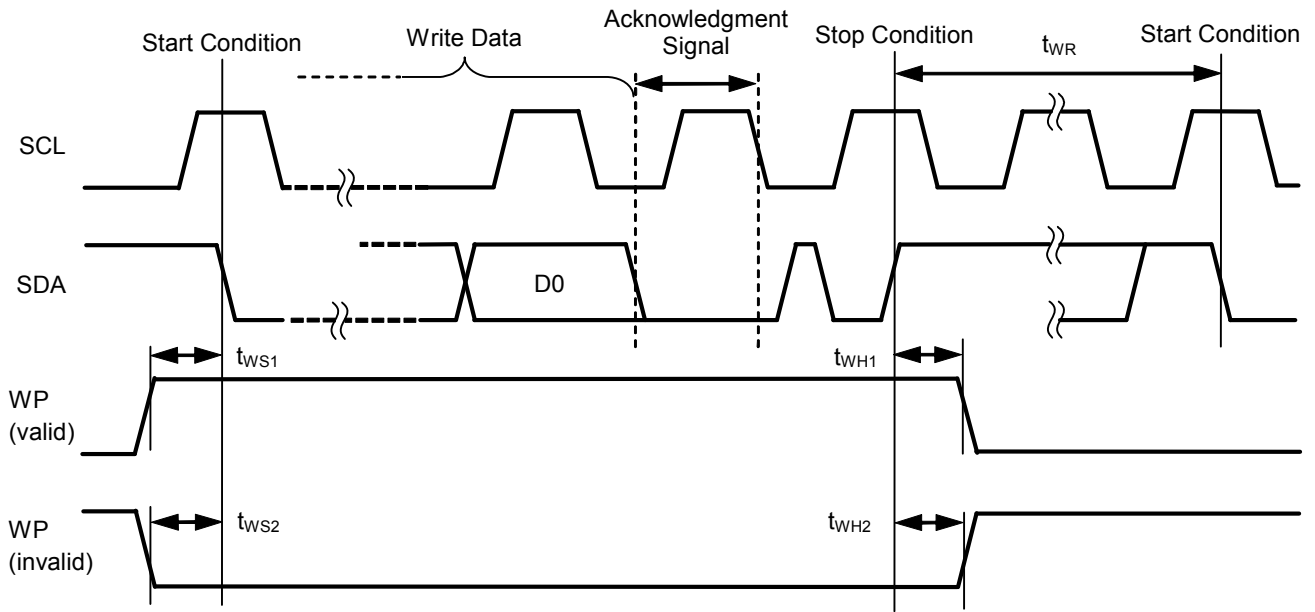 Start Condition
Write Data
Acknowledgment
Signal
Stop Condition
tWR
Start Condition
SCL
SDA
D0
tWS1
tWH1
WP
(valid)
tWS2
tWH2
WP
(invalid)